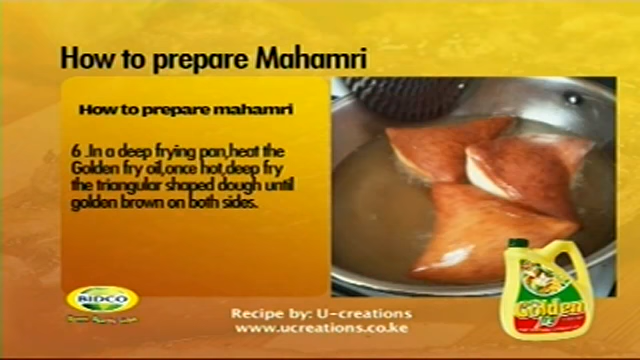 How to prepare Mahamri
How to prepare mahamri
6 .In a deep frying pan,heat the
Golden fry oil,once hot,deep fry
the triangular shaped dough until
golden brown on both sides.
BIDCO
Golden
Recipe by: U-creations
www.ucreations.co.ke